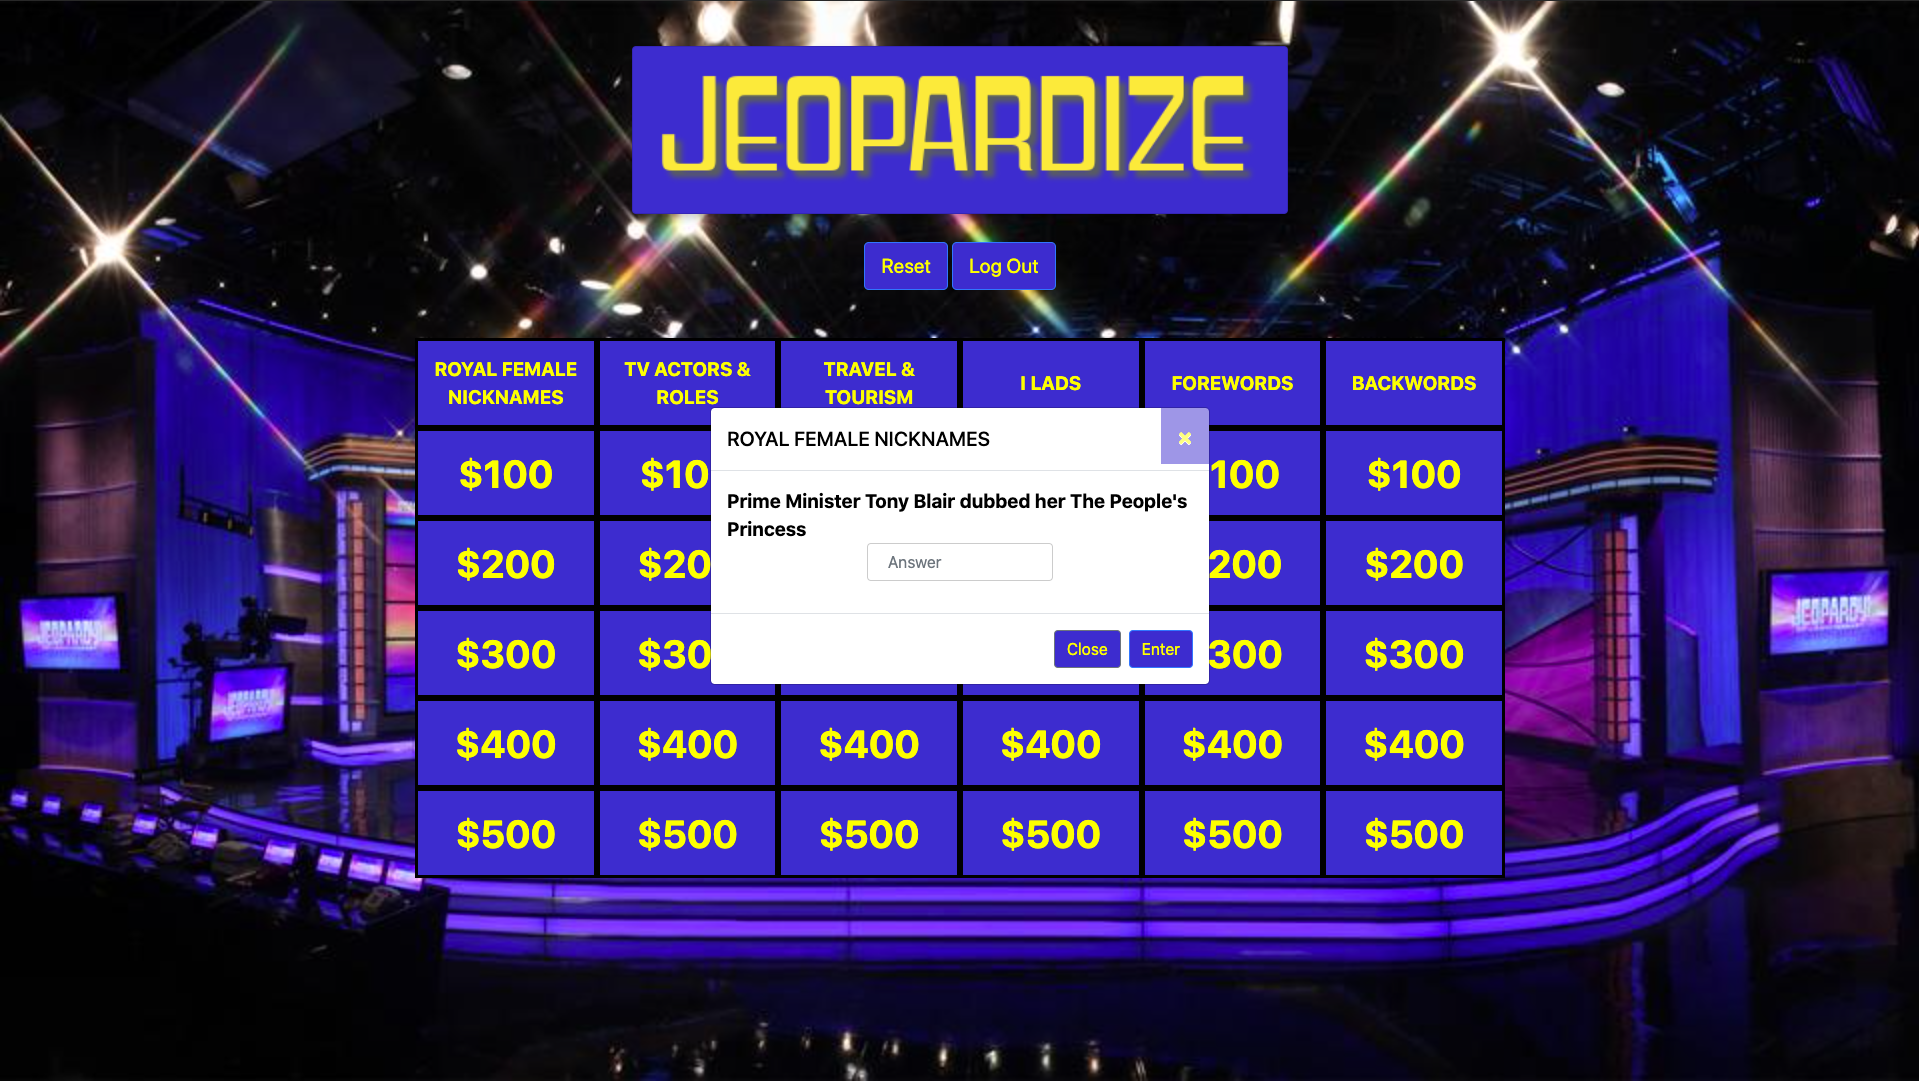 JEOPARDIZE
Reset
Log Out
ROYAL FEMALE
NICKNAMES
TV ACTORS &
ROLES
TRAVEL &
TOURISM
I LADS
FOREWORDS
BACKWORDS
ROYAL FEMALE NICKNAMES
×
Prime Minister Tony Blair dubbed her The People's
Princess
Answer
Close
Enter
$100
$10
100
$100
$200
$20
200
$200
$300
$30
300
$300
$400
$400
$400
$400
$400
$400
$500
$500
$500
$500
$500
$500
JEOPARDY!
JEOPARDY!
JEOPARDY!